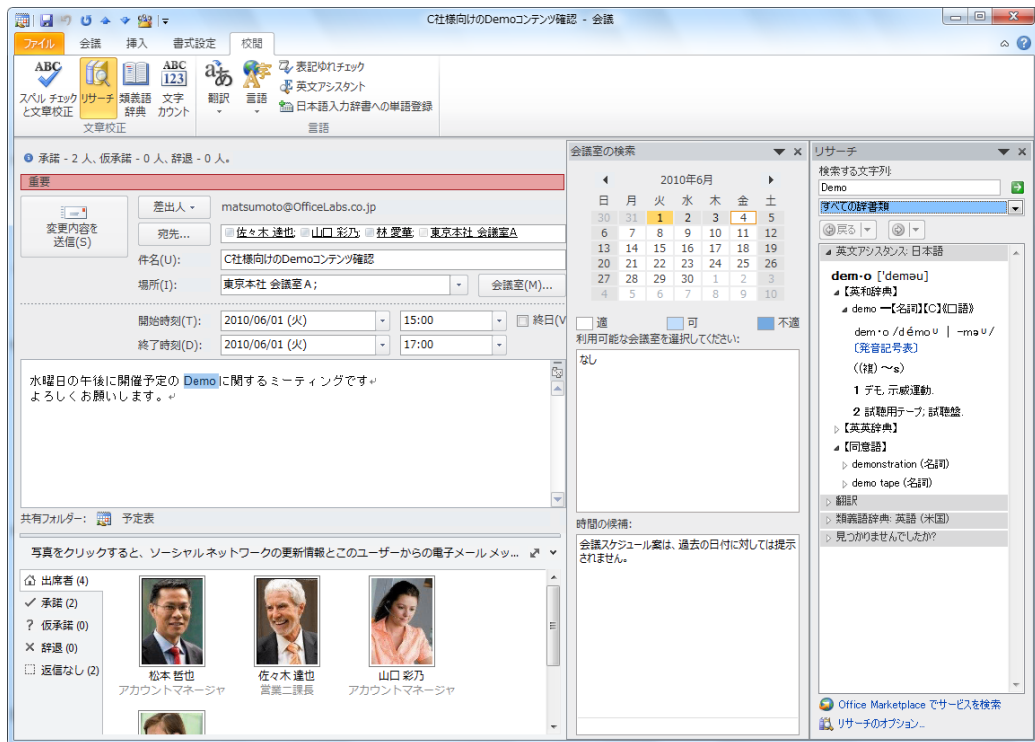 C社様向けのDemoコンテンツ確認 - 会議
ファイル 会議 挿入 書式設定 校閲
スペル チェックと文章校正
リサーチ
類義語辞典
文字カウント
文章校正
翻訳
言語
表記ゆれチェック
英文アシスタント
日本語入力辞書への単語登録
言語
承諾 - 2 人、仮承諾 - 0 人、辞退 - 0 人。
重要
変更内容を送信(S)
差出人 matsumoto@OfficeLabs.co.jp
宛先... 佐々木 達也; 山口 彩乃; 林 愛華; 東京本社 会議室A
件名(U): C社様向けのDemoコンテンツ確認
場所(I): 東京本社 会議室A; 会議室(M)...
開始時刻(T): 2010/06/01 (火) 15:00 終日(V
終了時刻(D): 2010/06/01 (火) 17:00
水曜日の午後に開催予定の Demo に関するミーティングです
よろしくお願いします。
共有フォルダー: 予定表
写真をクリックすると、ソーシャル ネットワークの更新情報とこのユーザーからの電子メール メッ...
出席者 (4)
承諾 (2)
仮承諾 (0)
辞退 (0)
返信なし (2)
松本 哲也
アカウントマネージャ
佐々木 達也
営業二課長
山口 彩乃
アカウントマネージャ
会議室の検索
2010年6月
日 月 火 水 木 金 土
30 31 1 2 3 4 5
6 7 8 9 10 11 12
13 14 15 16 17 18 19
20 21 22 23 24 25 26
27 28 29 30 1 2 3
4 5 6 7 8 9 10
適 可 不適
利用可能な会議室を選択してください:
なし
時間の候補:
会議スケジュール案は、過去の日付に対しては提示
されません。
リサーチ
検索する文字列:
Demo
すべての辞書類
戻る
英文アシスタンス: 日本語
dem·o ['deməu]
【英和辞典】
demo ━【名詞】【C】《口語》
dem·o /démoʊ | -məʊ/
〔発音記号表〕
((複) ～s)
1 デモ, 示威運動.
2 試聴用テープ; 試聴盤.
【英英辞典】
【同意語】
demonstration (名詞)
demo tape (名詞)
翻訳
類義語辞典: 英語 (米国)
見つかりませんでしたか?
Office Marketplace でサービスを検索
リサーチのオプション...